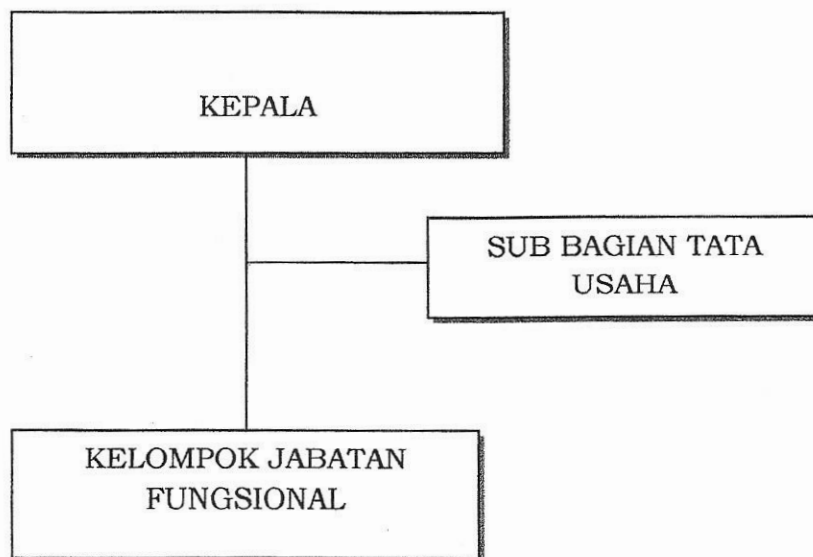 KEPALA
SUB BAGIAN TATA
USAHA
KELOMPOK JABATAN
FUNGSIONAL